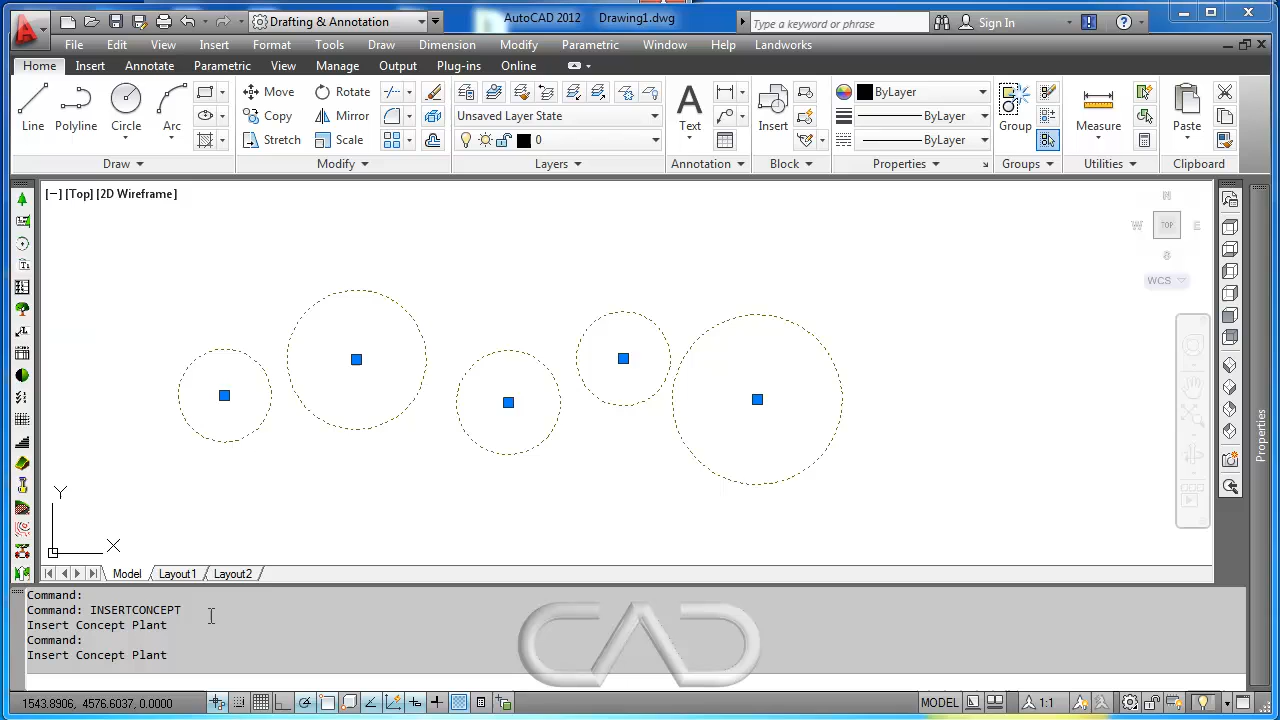 Drafting & Annotation
AutoCAD 2012 Drawing1.dwg
Type a keyword or phrase
Sign In
File Edit View Insert Format Tools Draw Dimension Modify Parametric Window Help Landworks
Home Insert Annotate Parametric View Manage Output Plug-ins Online
Line Polyline Circle Arc
Move Rotate
Copy Mirror
Stretch Scale
Unsaved Layer State
0
Text
Insert
ByLayer
ByLayer
ByLayer
Group
Measure
Paste
Draw Modify Layers Annotation Block Properties Groups Utilities Clipboard
[−] [Top] [2D Wireframe]
N
W TOP E
S
WCS
Properties
Y
X
Model Layout1 Layout2
Command:
Command: INSERTCONCEPT
Insert Concept Plant
Command:
Insert Concept Plant
CAD
1543.8906, 4576.6037, 0.0000
MODEL
1:1